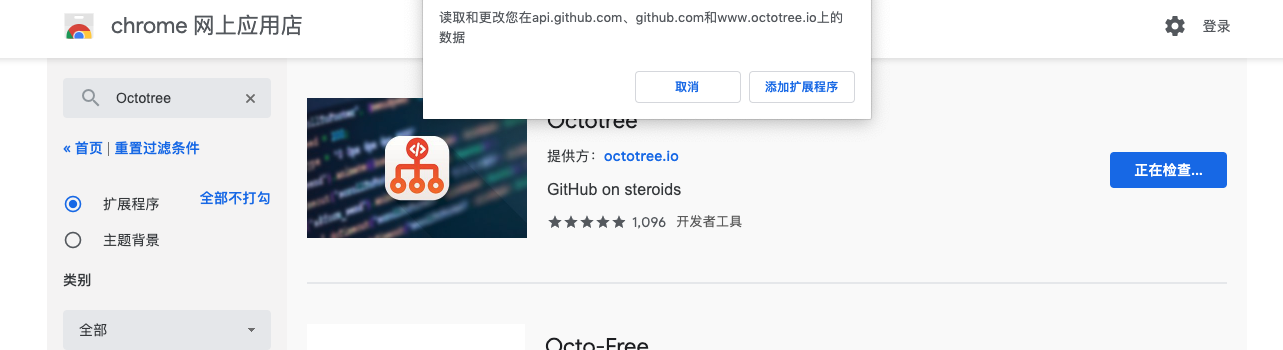 chrome 网上应用店
读取和更改您在api.github.com、github.com和www.octotree.io上的
数据
取消
添加扩展程序
登录
Octotree
« 首页 | 重置过滤条件
扩展程序
全部不打勾
主题背景
类别
全部
Octotree
提供方：octotree.io
GitHub on steroids
1,096 开发者工具
正在检查...
Octo-Free